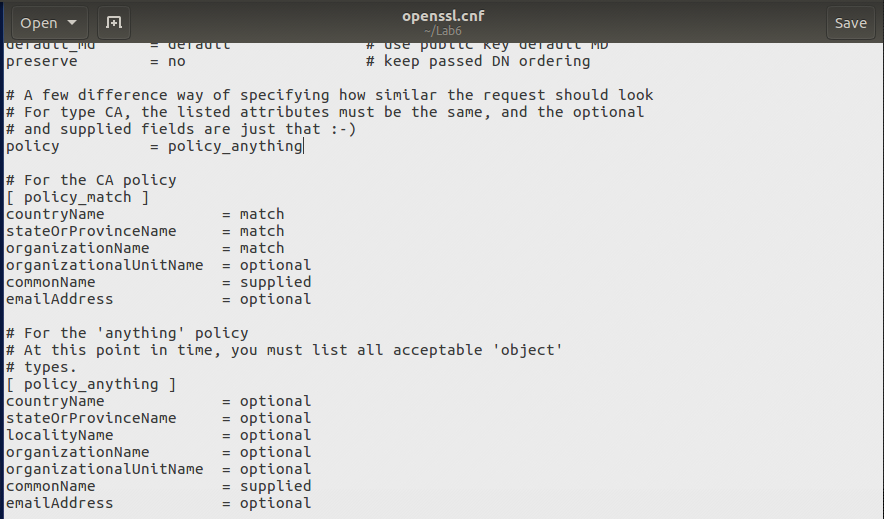 Open
openssl.cnf
~/Lab6
Save
default_md = default # use public key default MD
preserve = no # keep passed DN ordering
# A few difference way of specifying how similar the request should look
# For type CA, the listed attributes must be the same, and the optional
# and supplied fields are just that :-)
policy = policy_anything
# For the CA policy
[ policy_match ]
countryName = match
stateOrProvinceName = match
organizationName = match
organizationalUnitName = optional
commonName = supplied
emailAddress = optional
# For the 'anything' policy
# At this point in time, you must list all acceptable 'object'
# types.
[ policy_anything ]
countryName = optional
stateOrProvinceName = optional
localityName = optional
organizationName = optional
organizationalUnitName = optional
commonName = supplied
emailAddress = optional